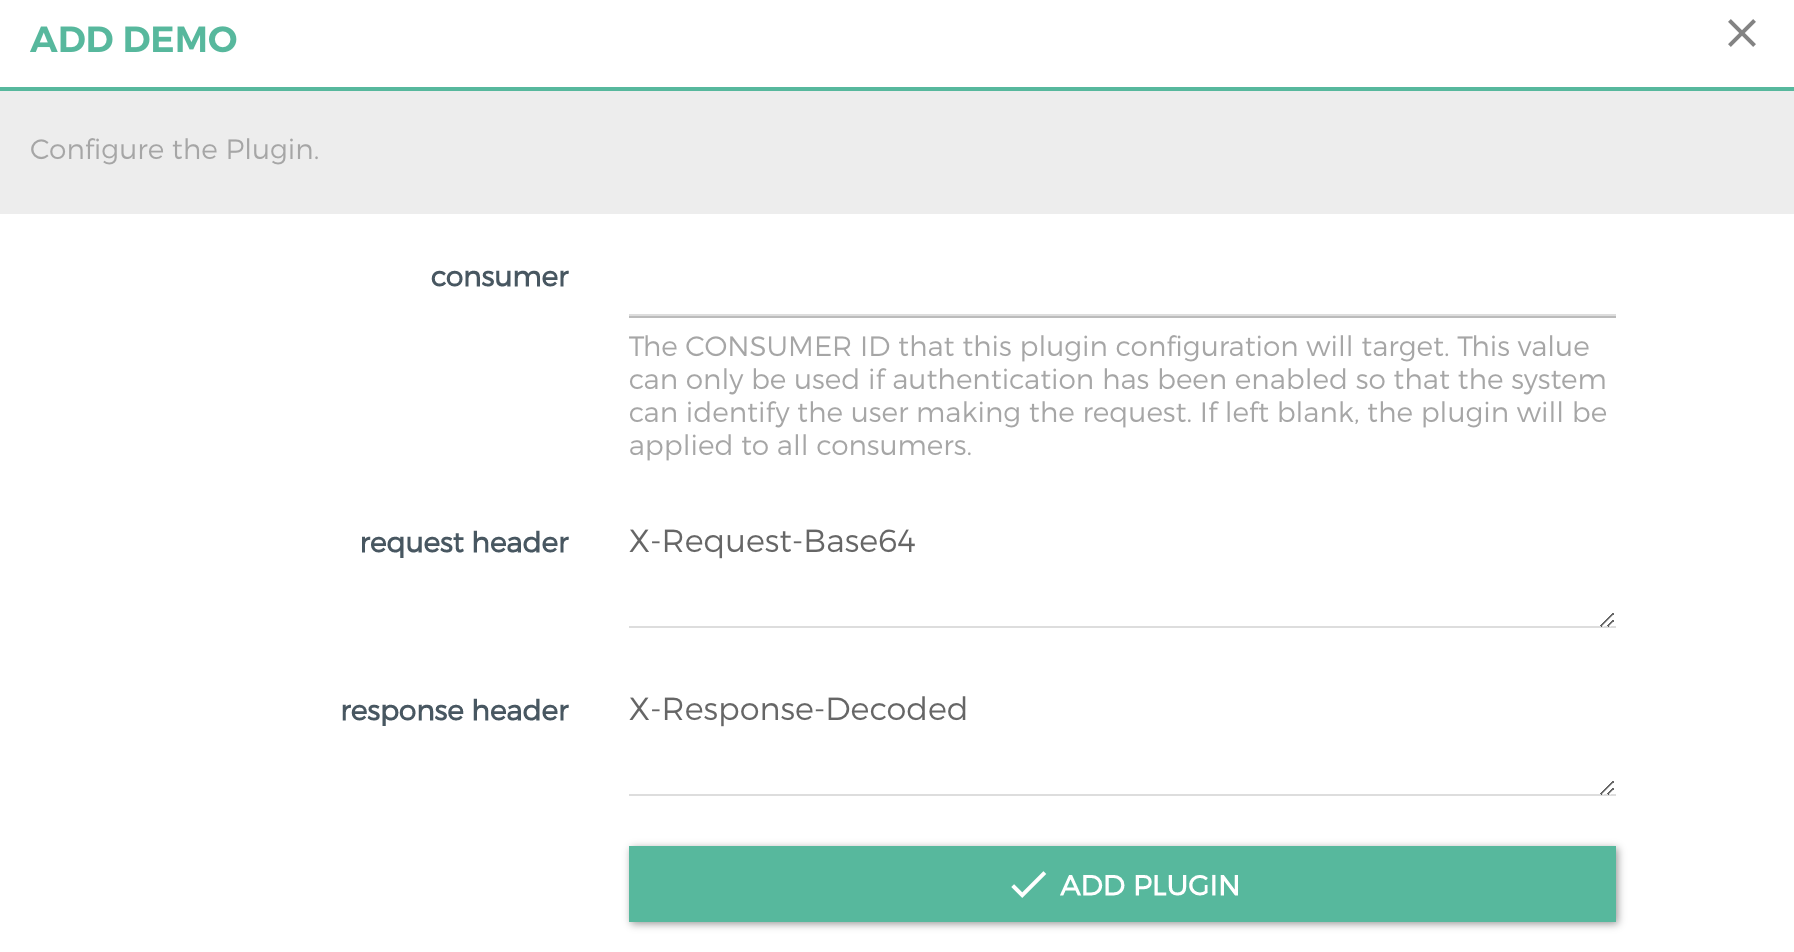 ADD DEMO
Configure the Plugin.
consumer
The CONSUMER ID that this plugin configuration will target. This value
can only be used if authentication has been enabled so that the system
can identify the user making the request. If left blank, the plugin will be
applied to all consumers.
request header
X-Request-Base64
response header
X-Response-Decoded
ADD PLUGIN